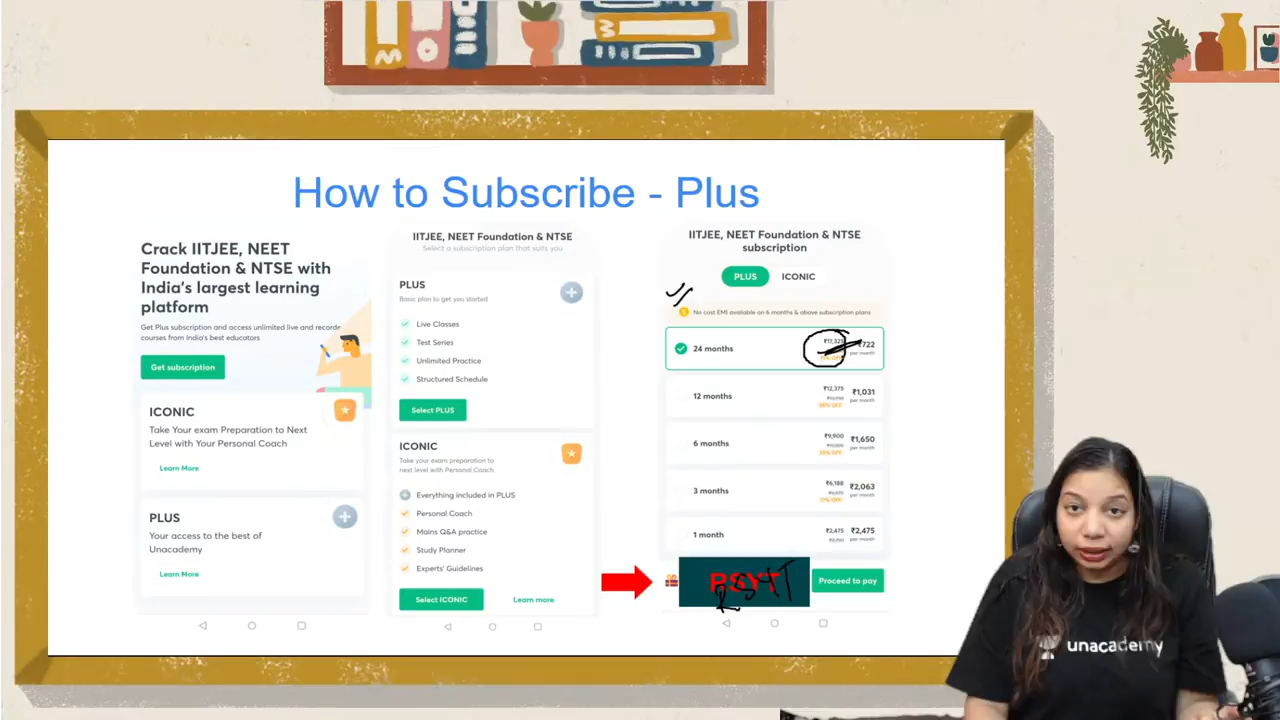 How to Subscribe - Plus
Crack IITJEE, NEET
Foundation & NTSE with
India's largest learning
platform
Get Plus subscription and access unlimited live and recorde
courses from India's best educators
Get subscription
ICONIC
Take Your exam Preparation to Next
Level with Your Personal Coach
Learn More
PLUS
Your access to the best of
Unacademy
Learn More
IITJEE, NEET Foundation & NTSE
Select a subscription plan that suits you
PLUS
Basic plan to get you started
Live Classes
Test Series
Unlimited Practice
Structured Schedule
Select PLUS
ICONIC
Take your exam preparation to
next level with Personal Coach
Everything included in PLUS
Personal Coach
Mains Q&A practice
Study Planner
Experts' Guidelines
Select ICONIC
Learn more
IITJEE, NEET Foundation & NTSE
subscription
PLUS
ICONIC
No cost EMI available on 6 months & above subscription plans
24 months
₹722
per month
12 months
₹12,375
₹1,031
per month
6 months
₹9,900
₹1,650
per month
3 months
₹6,188
₹2,063
per month
1 month
₹2,475
₹2,475
per month
PSYT
Proceed to pay
unacademy